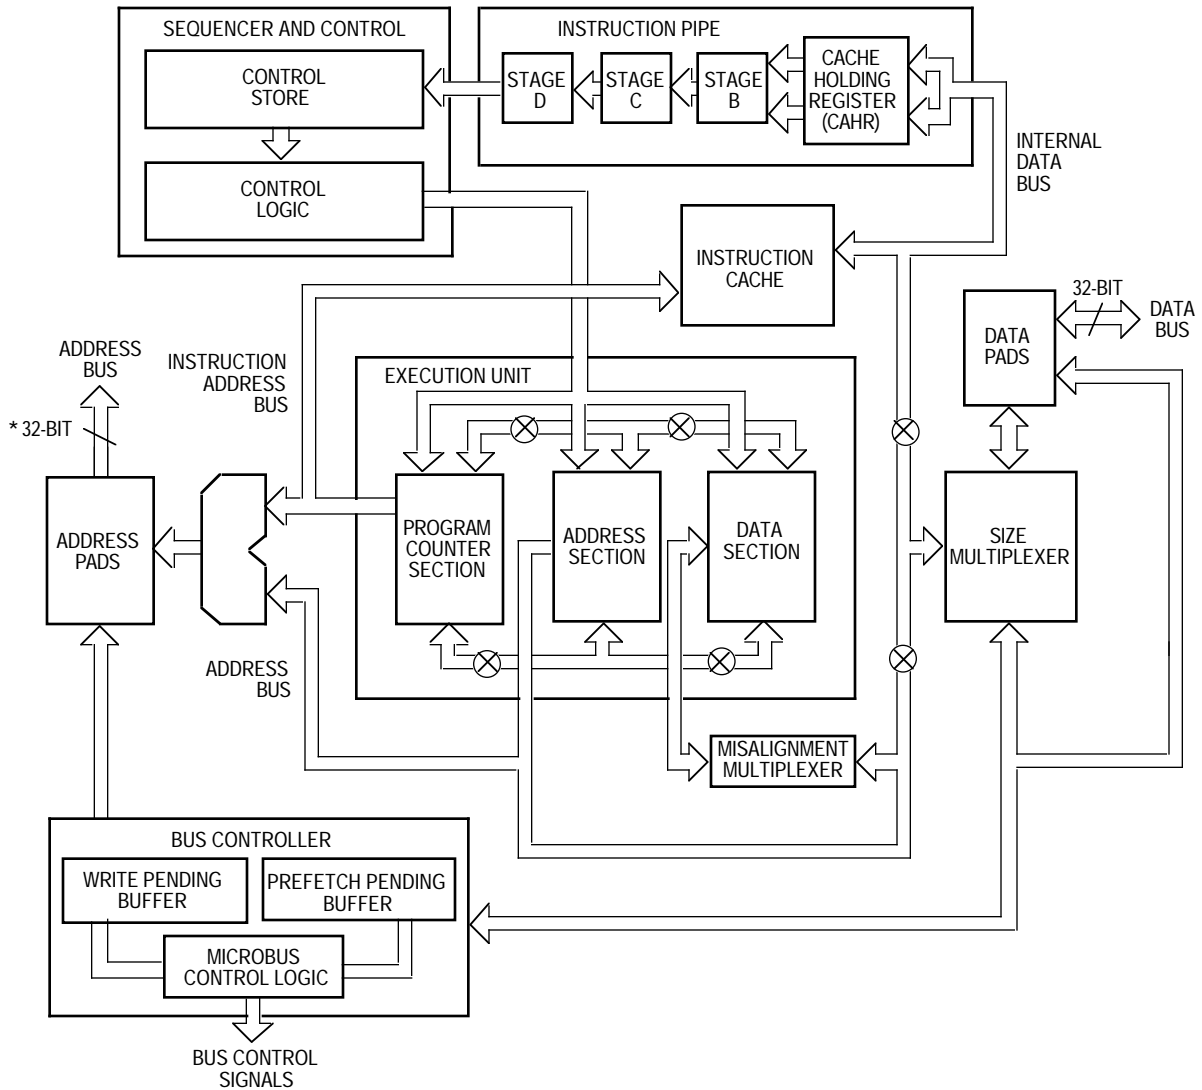 SEQUENCER AND CONTROL
CONTROL
STORE
CONTROL
LOGIC
INSTRUCTION PIPE
STAGE
D
STAGE
C
STAGE
B
CACHE
HOLDING
REGISTER
(CAHR)
INTERNAL
DATA
BUS
INSTRUCTION
CACHE
32-BIT
DATA
BUS
DATA
PADS
ADDRESS
BUS
* 32-BIT
INSTRUCTION
ADDRESS
BUS
EXECUTION UNIT
ADDRESS
PADS
PROGRAM
COUNTER
SECTION
ADDRESS
SECTION
DATA
SECTION
SIZE
MULTIPLEXER
ADDRESS
BUS
MISALIGNMENT
MULTIPLEXER
BUS CONTROLLER
WRITE PENDING
BUFFER
PREFETCH PENDING
BUFFER
MICROBUS
CONTROL LOGIC
BUS CONTROL
SIGNALS